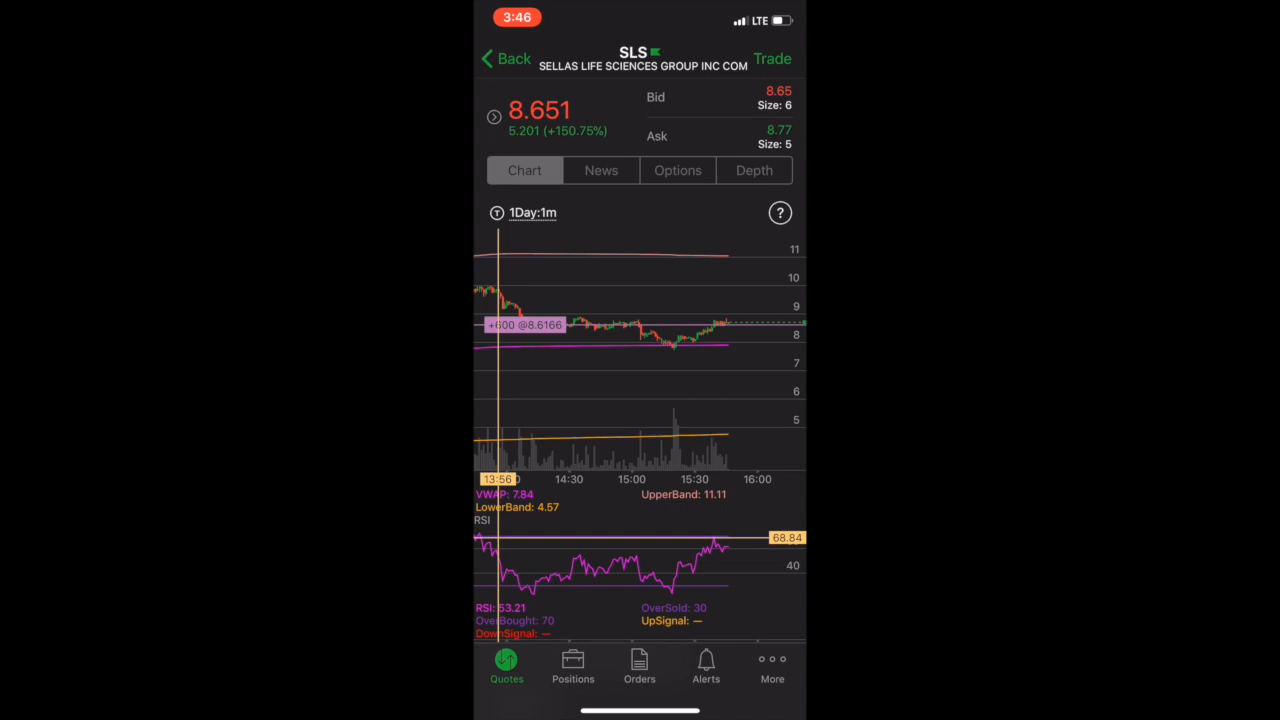 3:46
LTE
Back
SLS
SELLAS LIFE SCIENCES GROUP INC COM
Trade
8.651
5.201 (+150.75%)
Bid
8.65
Size: 6
Ask
8.77
Size: 5
Chart
News
Options
Depth
T
1Day:1m
?
11
10
9
8
7
6
5
+600 @8.6166
13:56
14:30
15:00
15:30
16:00
VWAP: 7.84
UpperBand: 11.11
LowerBand: 4.57
RSI
68.84
40
RSI: 53.21
OverSold: 30
OverBought: 70
UpSignal: —
DownSignal: —
Quotes
Positions
Orders
Alerts
More